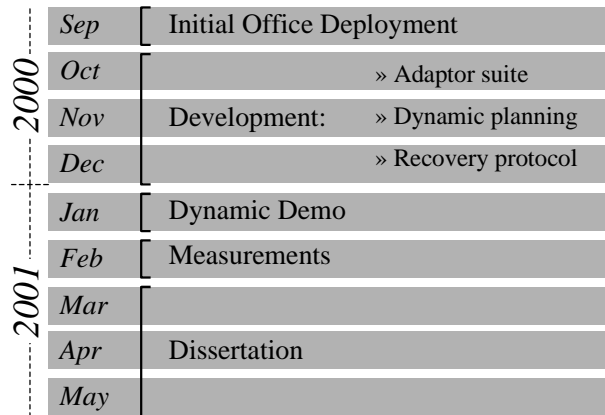 2000
Sep Initial Office Deployment
Oct » Adaptor suite
Nov Development: » Dynamic planning
Dec » Recovery protocol
2001
Jan Dynamic Demo
Feb Measurements
Mar
Apr Dissertation
May